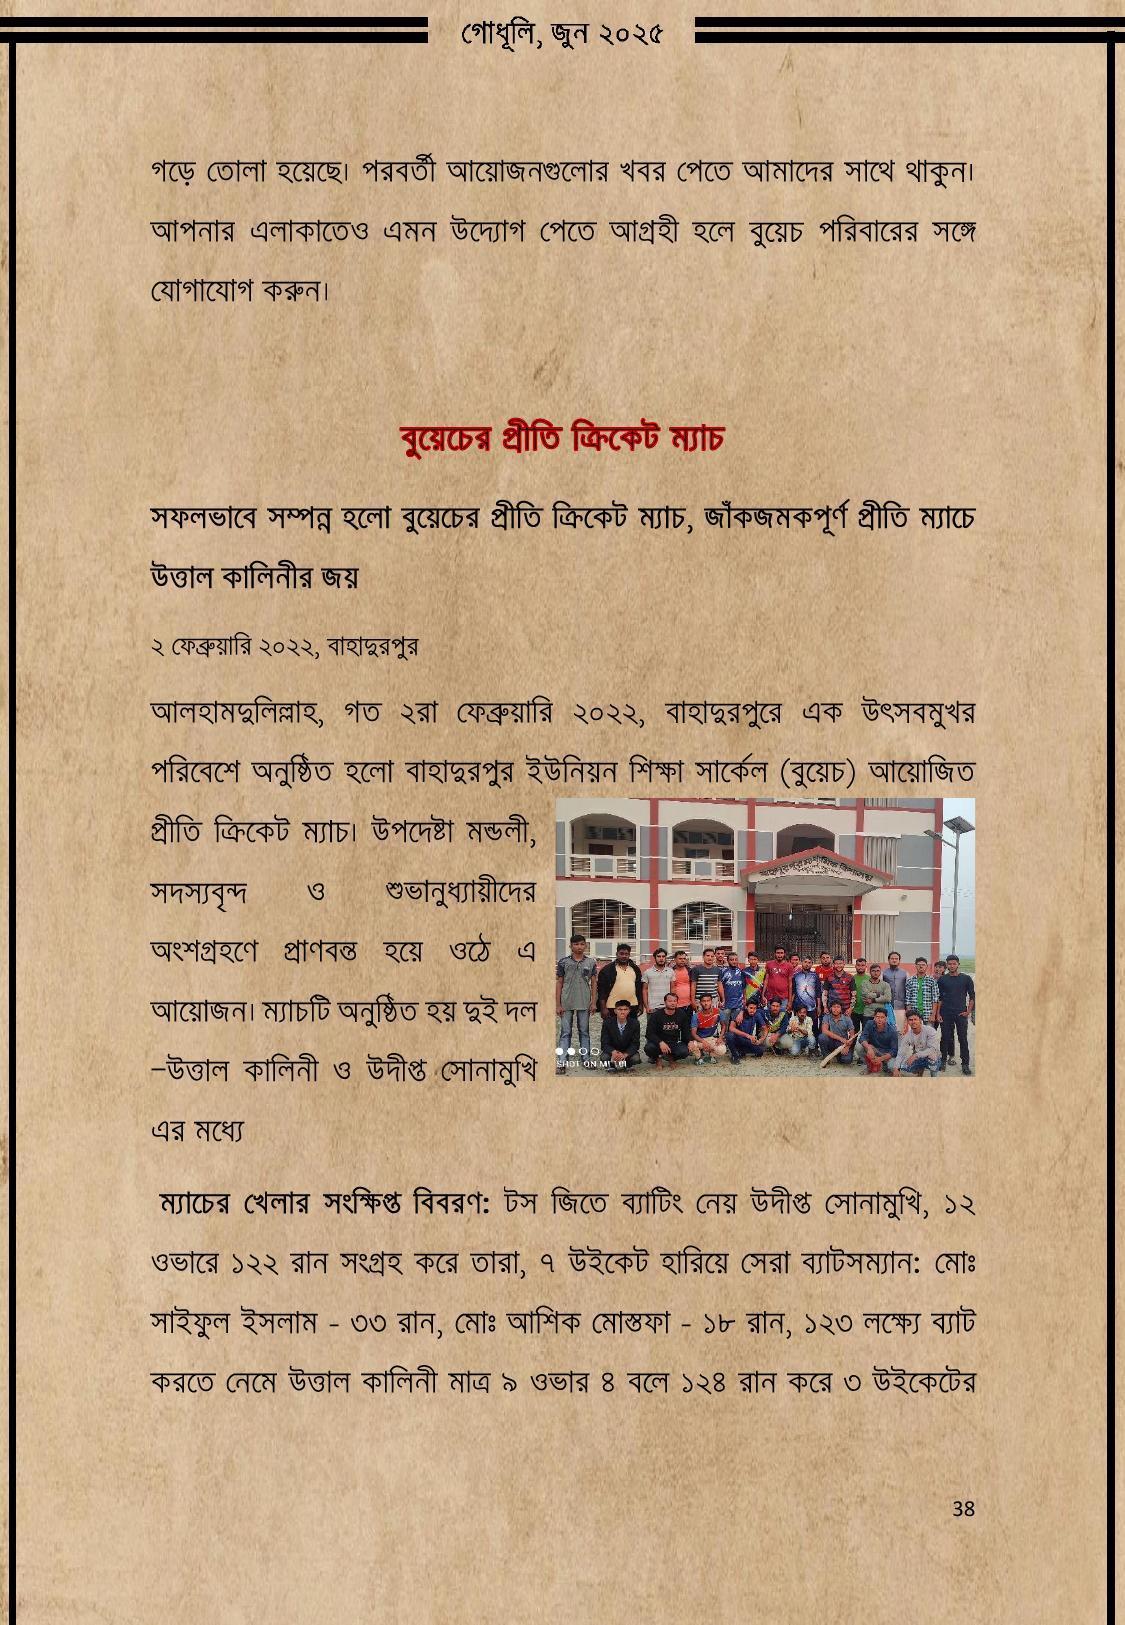 গোধূলি, জুন ২০২৫
গড়ে তোলা হয়েছে। পরবর্তী আয়োজনগুলোর খবর পেতে আমাদের সাথে থাকুন।
আপনার এলাকাতেও এমন উদ্যোগ পেতে আগ্রহী হলে বুয়েচ পরিবারের সঙ্গে
যোগাযোগ করুন।
বুয়েচের প্রীতি ক্রিকেট ম্যাচ
সফলভাবে সম্পন্ন হলো বুয়েচের প্রীতি ক্রিকেট ম্যাচ, জাঁকজমকপূর্ণ প্রীতি ম্যাচে
উত্তাল কালিনীর জয়
২ ফেব্রুয়ারি ২০২২, বাহাদুরপুর
আলহামদুলিল্লাহ, গত ২রা ফেব্রুয়ারি ২০২২, বাহাদুরপুরে এক উৎসবমুখর
পরিবেশে অনুষ্ঠিত হলো বাহাদুরপুর ইউনিয়ন শিক্ষা সার্কেল (বুয়েচ) আয়োজিত
প্রীতি ক্রিকেট ম্যাচ। উপদেষ্টা মন্ডলী,
সদস্যবৃন্দ ও শুভানুধ্যায়ীদের
অংশগ্রহণে প্রাণবন্ত হয়ে ওঠে এ
আয়োজন। ম্যাচটি অনুষ্ঠিত হয় দুই দল
–উত্তাল কালিনী ও উদীপ্ত সোনামুখি
এর মধ্যে
SHOT ON MI
ম্যাচের খেলার সংক্ষিপ্ত বিবরণ: টস জিতে ব্যাটিং নেয় উদীপ্ত সোনামুখি, ১২
ওভারে ১২২ রান সংগ্রহ করে তারা, ৭ উইকেট হারিয়ে সেরা ব্যাটসম্যান: মোঃ
সাইফুল ইসলাম - ৩৩ রান, মোঃ আশিক মোস্তফা - ১৮ রান, ১২৩ লক্ষ্যে ব্যাট
করতে নেমে উত্তাল কালিনী মাত্র ৯ ওভার ৪ বলে ১২৪ রান করে ৩ উইকেটের
38